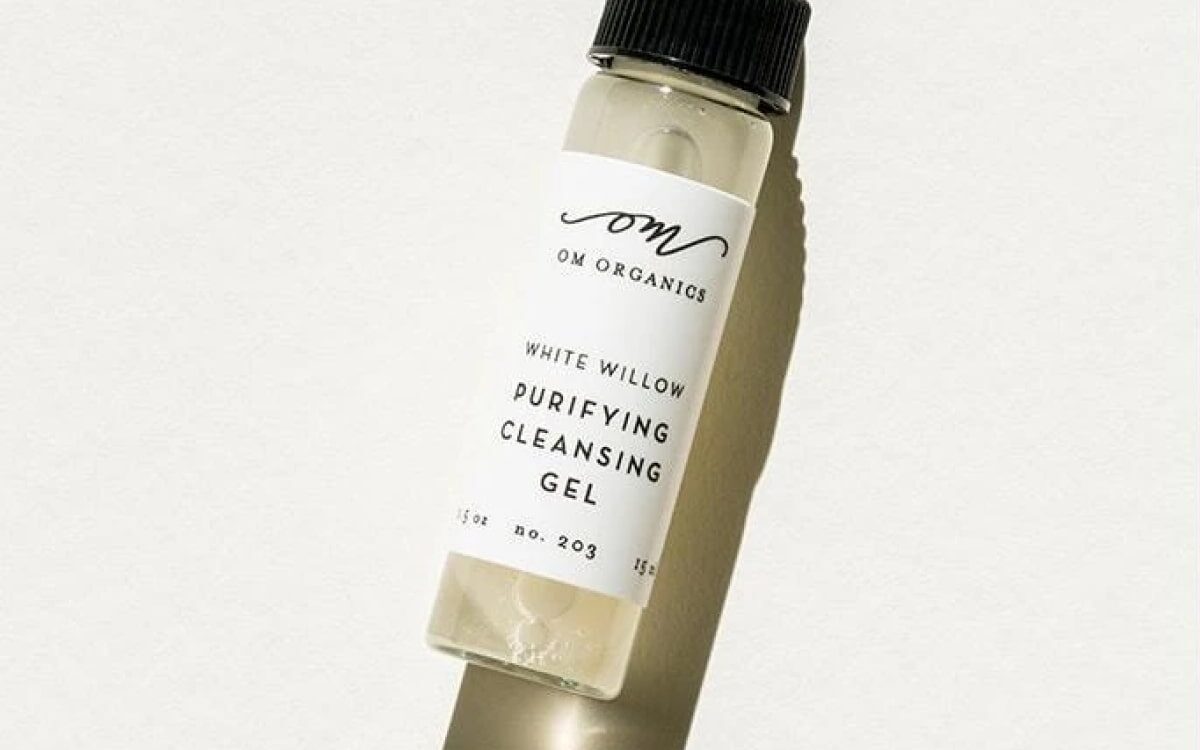 om
OM ORGANICS
WHITE WILLOW
PURIFYING
CLEANSING
GEL
no. 203